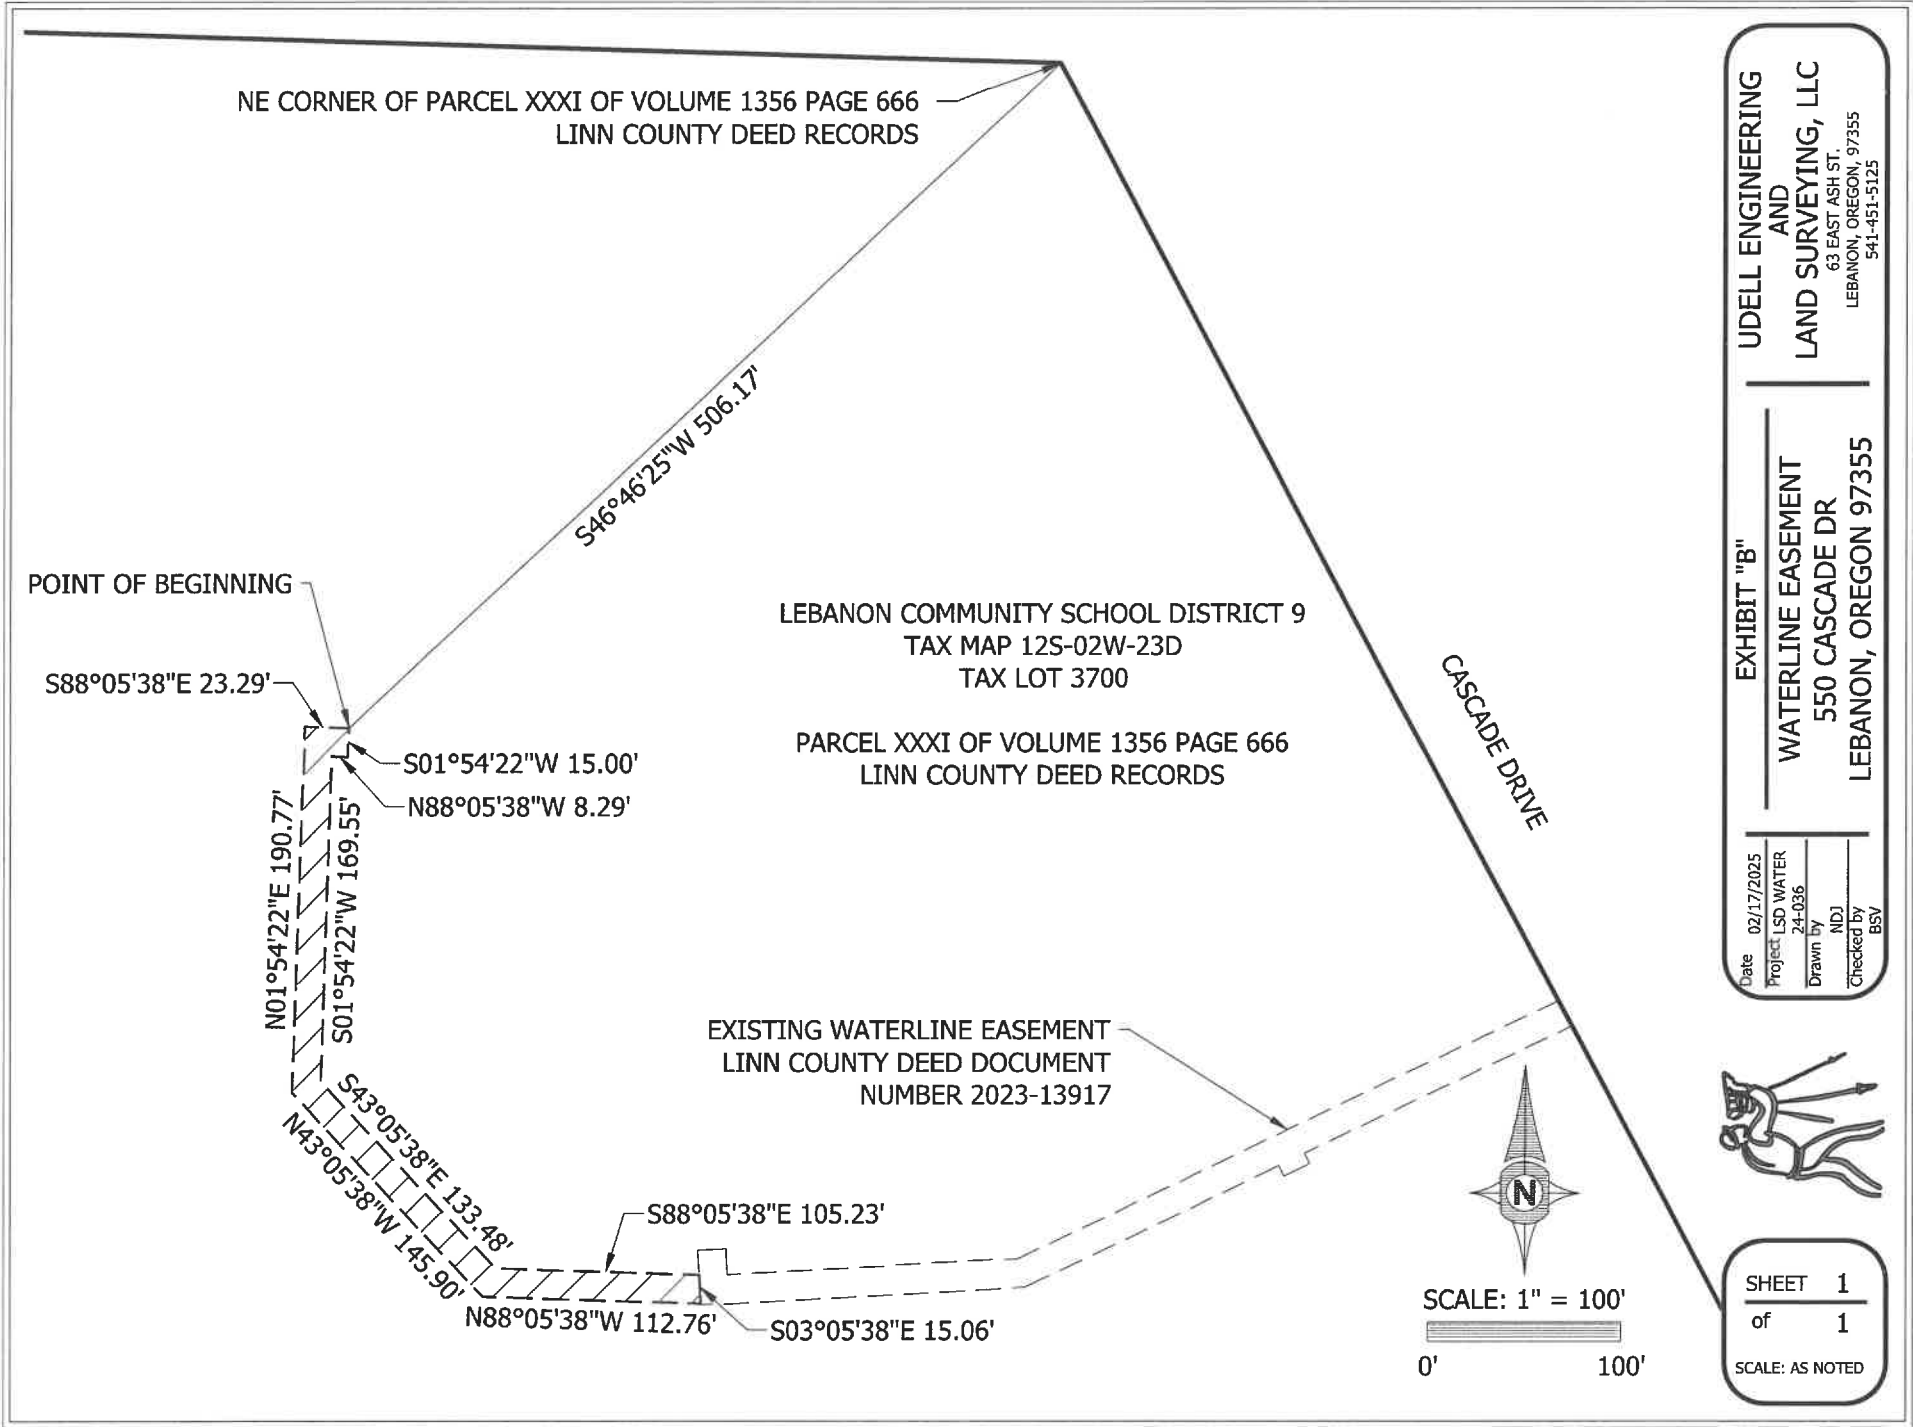 NE CORNER OF PARCEL XXXI OF VOLUME 1356 PAGE 666
LINN COUNTY DEED RECORDS
S46°46'25"W 506.17'
POINT OF BEGINNING
S88°05'38"E 23.29'
S01°54'22"W 15.00'
N88°05'38"W 8.29'
N01°54'22"E 190.77'
S01°54'22"W 169.55'
LEBANON COMMUNITY SCHOOL DISTRICT 9
TAX MAP 12S-02W-23D
TAX LOT 3700
PARCEL XXXI OF VOLUME 1356 PAGE 666
LINN COUNTY DEED RECORDS
CASCADE DRIVE
EXISTING WATERLINE EASEMENT
LINN COUNTY DEED DOCUMENT
NUMBER 2023-13917
S43°05'38"E 133.48'
N43°05'38"W 145.90'
S88°05'38"E 105.23'
N88°05'38"W 112.76'
S03°05'38"E 15.06'
N
SCALE: 1" = 100'
0' 100'
UDELL ENGINEERING
AND
LAND SURVEYING, LLC
63 EAST ASH ST.
LEBANON, OREGON, 97355
541-451-5125
EXHIBIT "B"
WATERLINE EASEMENT
550 CASCADE DR
LEBANON, OREGON 97355
Date 02/17/2025
Project LSD WATER
24-036
Drawn by
NDJ
Checked by
BSV
SHEET 1
of 1
SCALE: AS NOTED